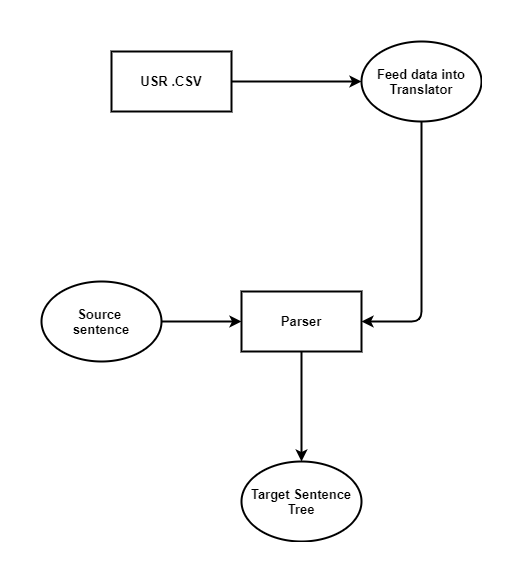 USR .CSV
Feed data into
Translator
Source
sentence
Parser
Target Sentence
Tree